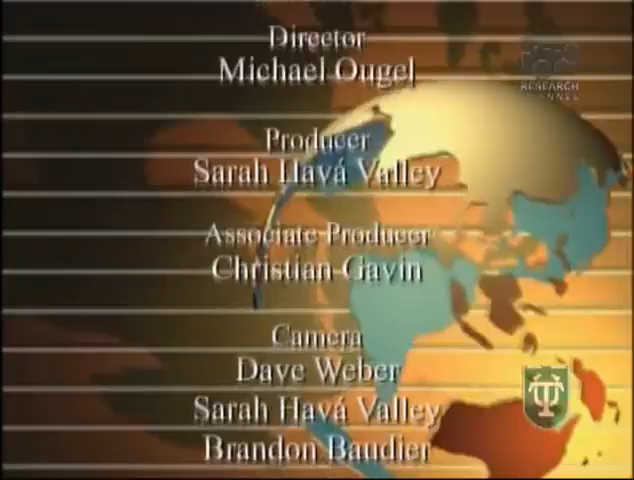 Director
Michael Ougel
RESEARCH
Producer
Sarah Havá Valley
Associate Producer
Christian Gavin
Camera
Dave Weber
Sarah Havá Valley
Brandon Baudier